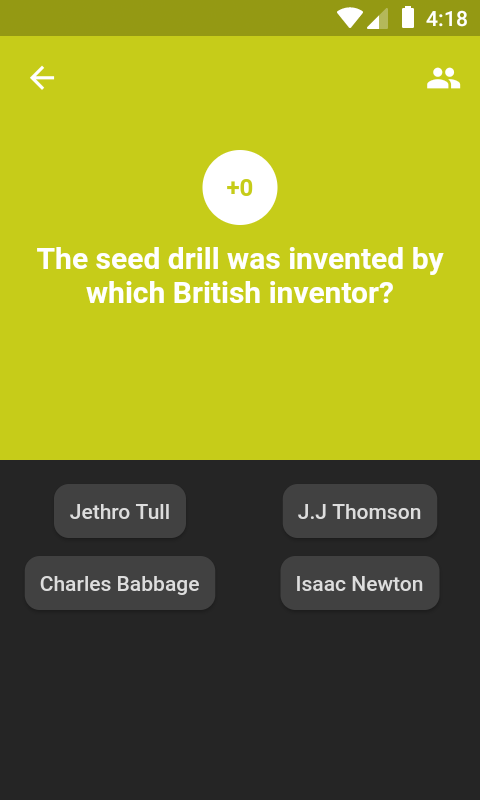 4:18
+0
The seed drill was invented by
which British inventor?
Jethro Tull
J.J Thomson
Charles Babbage
Isaac Newton